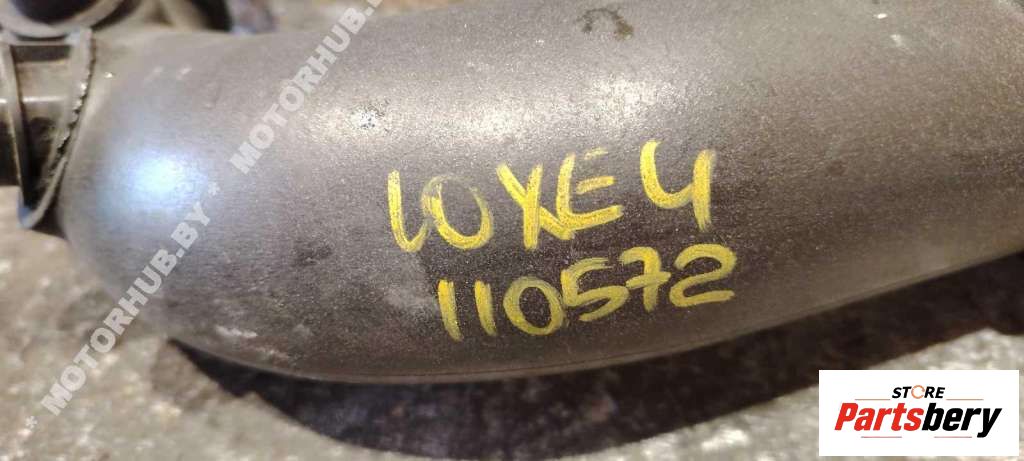 * MOTORHUB.BY * MOTORHUB.BY
10XE4
110572
STORE
Partsbery